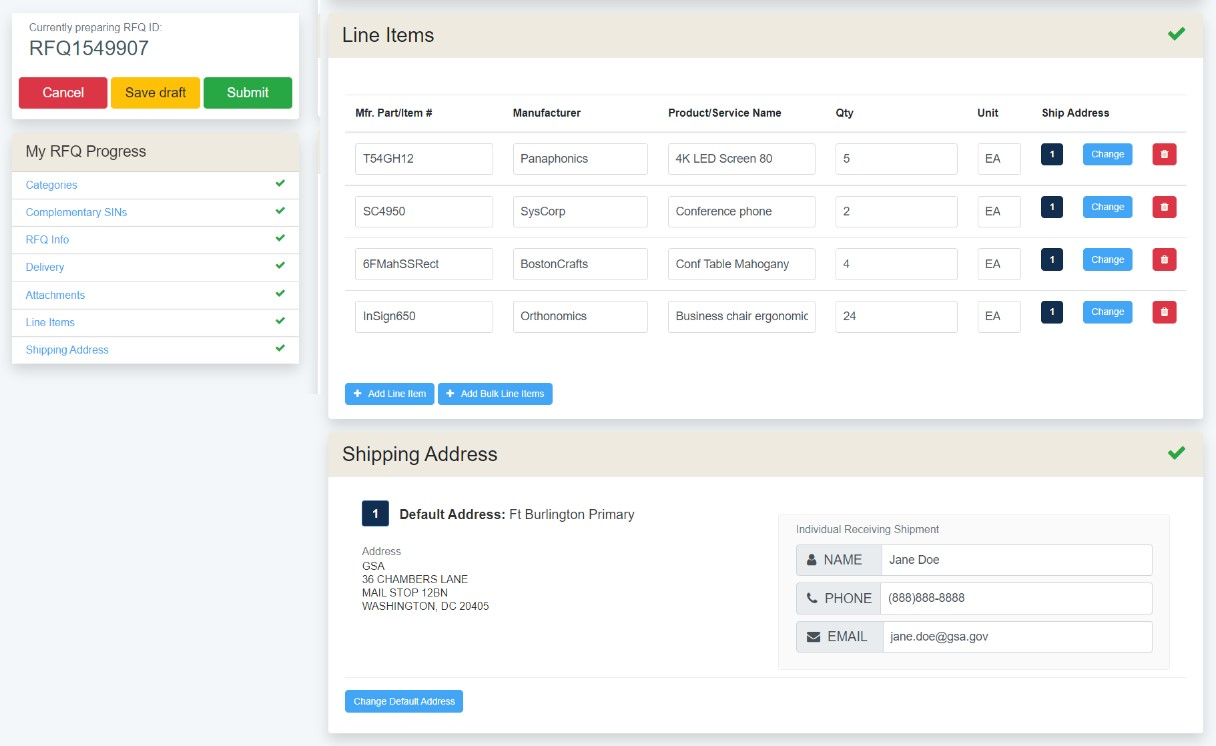 Currently preparing RFQ ID:
RFQ1549907
Cancel Save draft Submit
My RFQ Progress
Categories
Complementary SINs
RFQ Info
Delivery
Attachments
Line Items
Shipping Address
Line Items
Mfr. Part/Item # Manufacturer Product/Service Name Qty Unit Ship Address
T54GH12 Panaphonics 4K LED Screen 80 5 EA 1 Change
SC4950 SysCorp Conference phone 2 EA 1 Change
6FMahSSRect BostonCrafts Conf Table Mahogany 4 EA 1 Change
InSign650 Orthonomics Business chair ergonomic 24 EA 1 Change
+ Add Line Item + Add Bulk Line Items
Shipping Address
1 Default Address: Ft Burlington Primary
Address
GSA
36 CHAMBERS LANE
MAIL STOP 12BN
WASHINGTON, DC 20405
Individual Receiving Shipment
NAME Jane Doe
PHONE (888)888-8888
EMAIL jane.doe@gsa.gov
Change Default Address